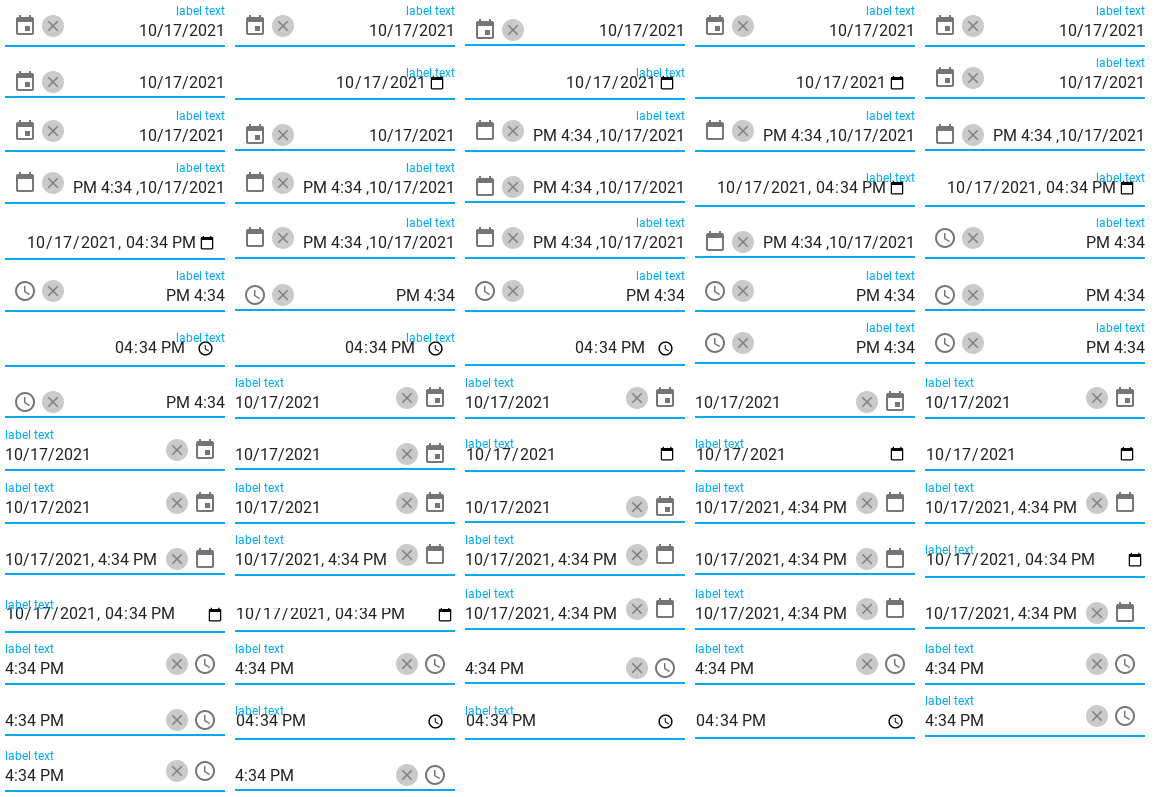 label text
10/17/2021
label text
10/17/2021
10/17/2021
label text
10/17/2021
label text
10/17/2021
10/17/2021
label text
10/17/2021
label text
10/17/2021
10/17/2021
label text
10/17/2021
label text
10/17/2021
10/17/2021
label text
PM 4:34 ,10/17/2021
label text
PM 4:34 ,10/17/2021
PM 4:34 ,10/17/2021
label text
PM 4:34 ,10/17/2021
label text
PM 4:34 ,10/17/2021
PM 4:34 ,10/17/2021
label text
10/17/2021, 04:34 PM
label text
10/17/2021, 04:34 PM
10/17/2021, 04:34 PM
label text
PM 4:34 ,10/17/2021
label text
PM 4:34 ,10/17/2021
PM 4:34 ,10/17/2021
label text
PM 4:34
label text
PM 4:34
PM 4:34
label text
PM 4:34
label text
PM 4:34
PM 4:34
label text
04:34 PM
label text
04:34 PM
04:34 PM
label text
PM 4:34
label text
PM 4:34
PM 4:34
label text
10/17/2021
label text
10/17/2021
10/17/2021
label text
10/17/2021
label text
10/17/2021
10/17/2021
label text
10/17/2021
label text
10/17/2021
10/17/2021
label text
10/17/2021
label text
10/17/2021
10/17/2021
label text
10/17/2021, 4:34 PM
label text
10/17/2021, 4:34 PM
10/17/2021, 4:34 PM
label text
10/17/2021, 4:34 PM
label text
10/17/2021, 4:34 PM
10/17/2021, 4:34 PM
label text
10/17/2021, 04:34 PM
label text
10/17/2021, 04:34 PM
10/17/2021, 04:34 PM
label text
10/17/2021, 4:34 PM
label text
10/17/2021, 4:34 PM
10/17/2021, 4:34 PM
label text
4:34 PM
label text
4:34 PM
4:34 PM
label text
4:34 PM
label text
4:34 PM
4:34 PM
label text
04:34 PM
label text
04:34 PM
04:34 PM
label text
4:34 PM
label text
4:34 PM
4:34 PM